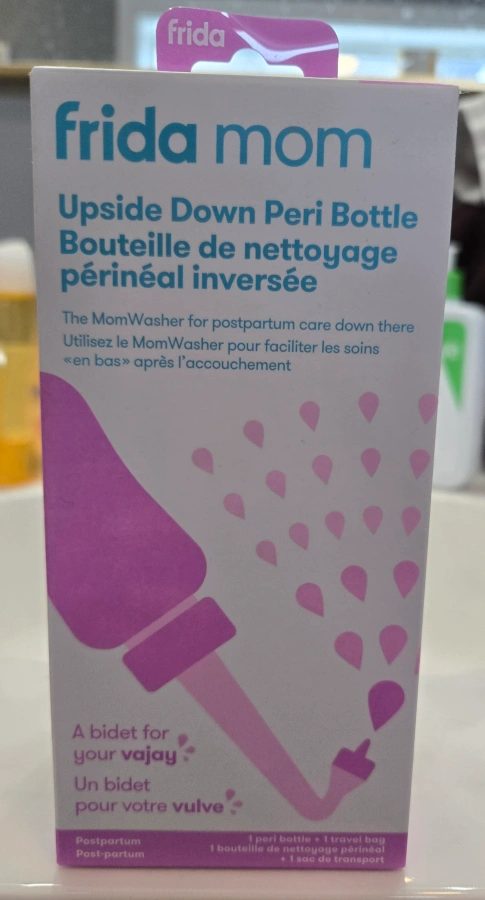 frida
frida mom
Upside Down Peri Bottle
Bouteille de nettoyage
périnéal inversée
The MomWasher for postpartum care down there
Utilisez le MomWasher pour faciliter les soins
«en bas» après l'accouchement
A bidet for
your vajay
Un bidet
pour votre vulve
Postpartum
Post-partum
1 peri bottle + 1 travel bag
1 bouteille de nettoyage périnéal
+ 1 sac de transport